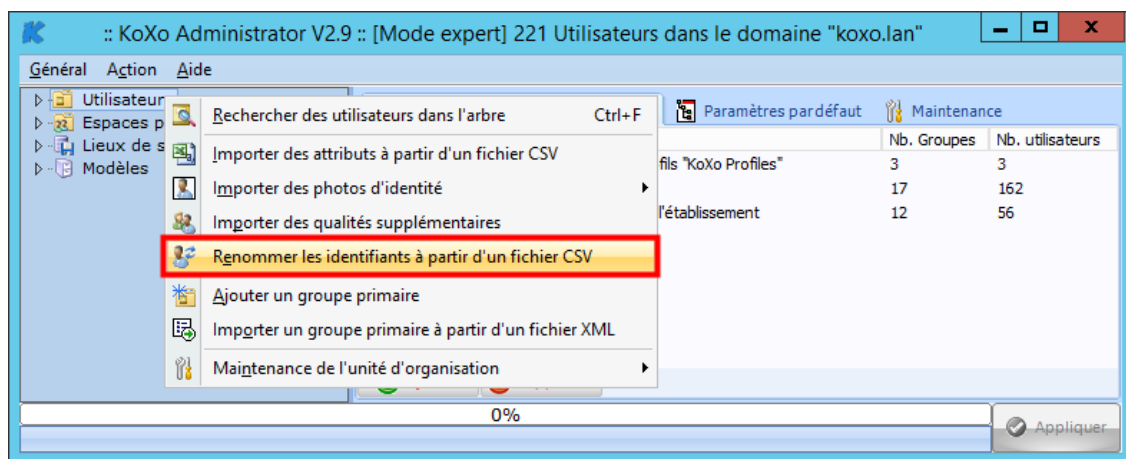 :: KoXo Administrator V2.9 :: [Mode expert] 221 Utilisateurs dans le domaine "koxo.lan"
Général Action Aide
Utilisateur
Espaces p
Lieux de s
Modèles
Rechercher des utilisateurs dans l'arbre Ctrl+F
Importer des attributs à partir d'un fichier CSV
Importer des photos d'identité
Importer des qualités supplémentaires
Renommer les identifiants à partir d'un fichier CSV
Ajouter un groupe primaire
Importer un groupe primaire à partir d'un fichier XML
Maintenance de l'unité d'organisation
Paramètres par défaut Maintenance
Nb. Groupes Nb. utilisateurs
fils "KoXo Profiles" 3 3
17 162
l'établissement 12 56
0%
Appliquer